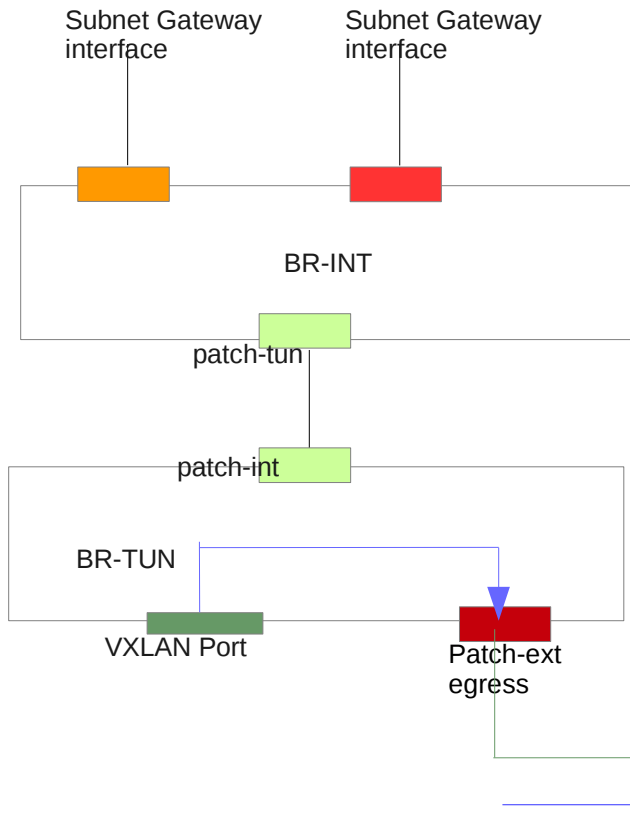 Subnet Gateway
interface
Subnet Gateway
interface
BR-INT
patch-tun
patch-int
BR-TUN
VXLAN Port
Patch-ext
egress